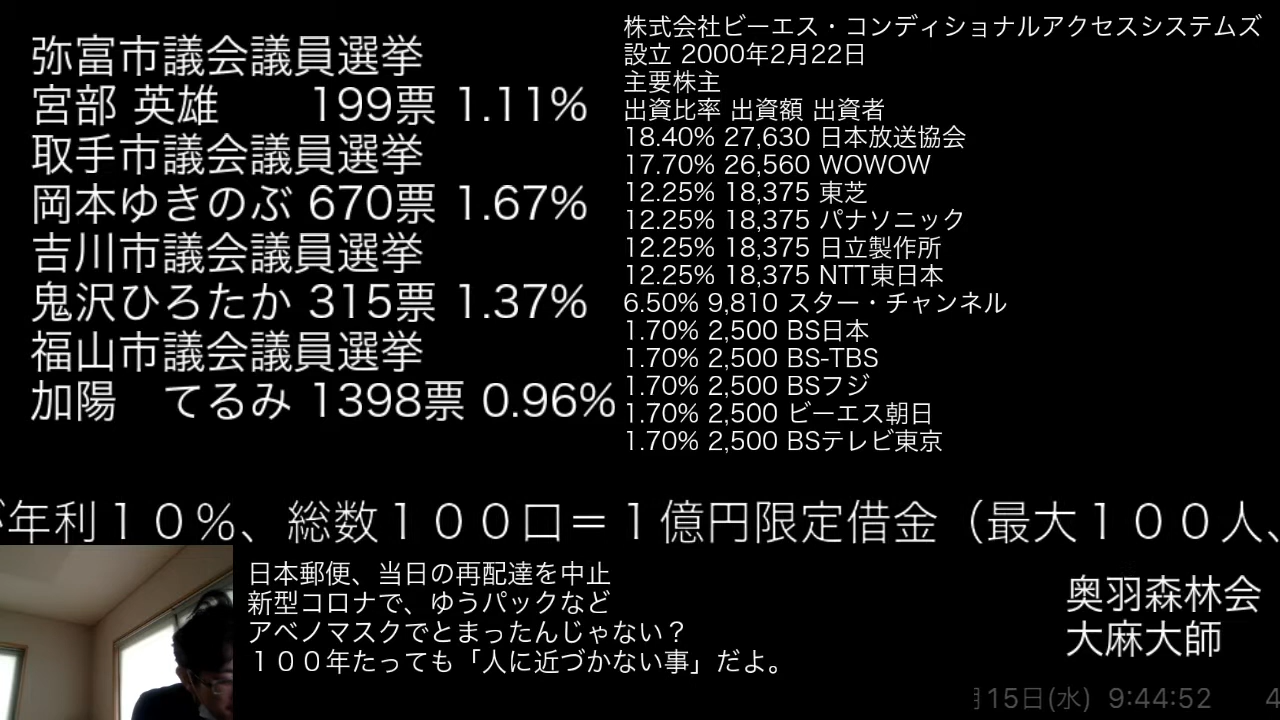 弥富市議会議員選挙
宮部 英雄　　199票 1.11%
取手市議会議員選挙
岡本ゆきのぶ 670票 1.67%
吉川市議会議員選挙
鬼沢ひろたか 315票 1.37%
福山市議会議員選挙
加陽　てるみ 1398票 0.96%
株式会社ビーエス・コンディショナルアクセスシステムズ
設立 2000年2月22日
主要株主
出資比率 出資額 出資者
18.40% 27,630 日本放送協会
17.70% 26,560 WOWOW
12.25% 18,375 東芝
12.25% 18,375 パナソニック
12.25% 18,375 日立製作所
12.25% 18,375 NTT東日本
6.50% 9,810 スター・チャンネル
1.70% 2,500 BS日本
1.70% 2,500 BS-TBS
1.70% 2,500 BSフジ
1.70% 2,500 ビーエス朝日
1.70% 2,500 BSテレビ東京
年利１０％、総数１００口＝１億円限定借金（最大１００人、
日本郵便、当日の再配達を中止
新型コロナで、ゆうパックなど
アベノマスクでとまったんじゃない？
１００年たっても「人に近づかない事」だよ。
奥羽森林会
大麻大師
月15日(水) 9:44:52 4